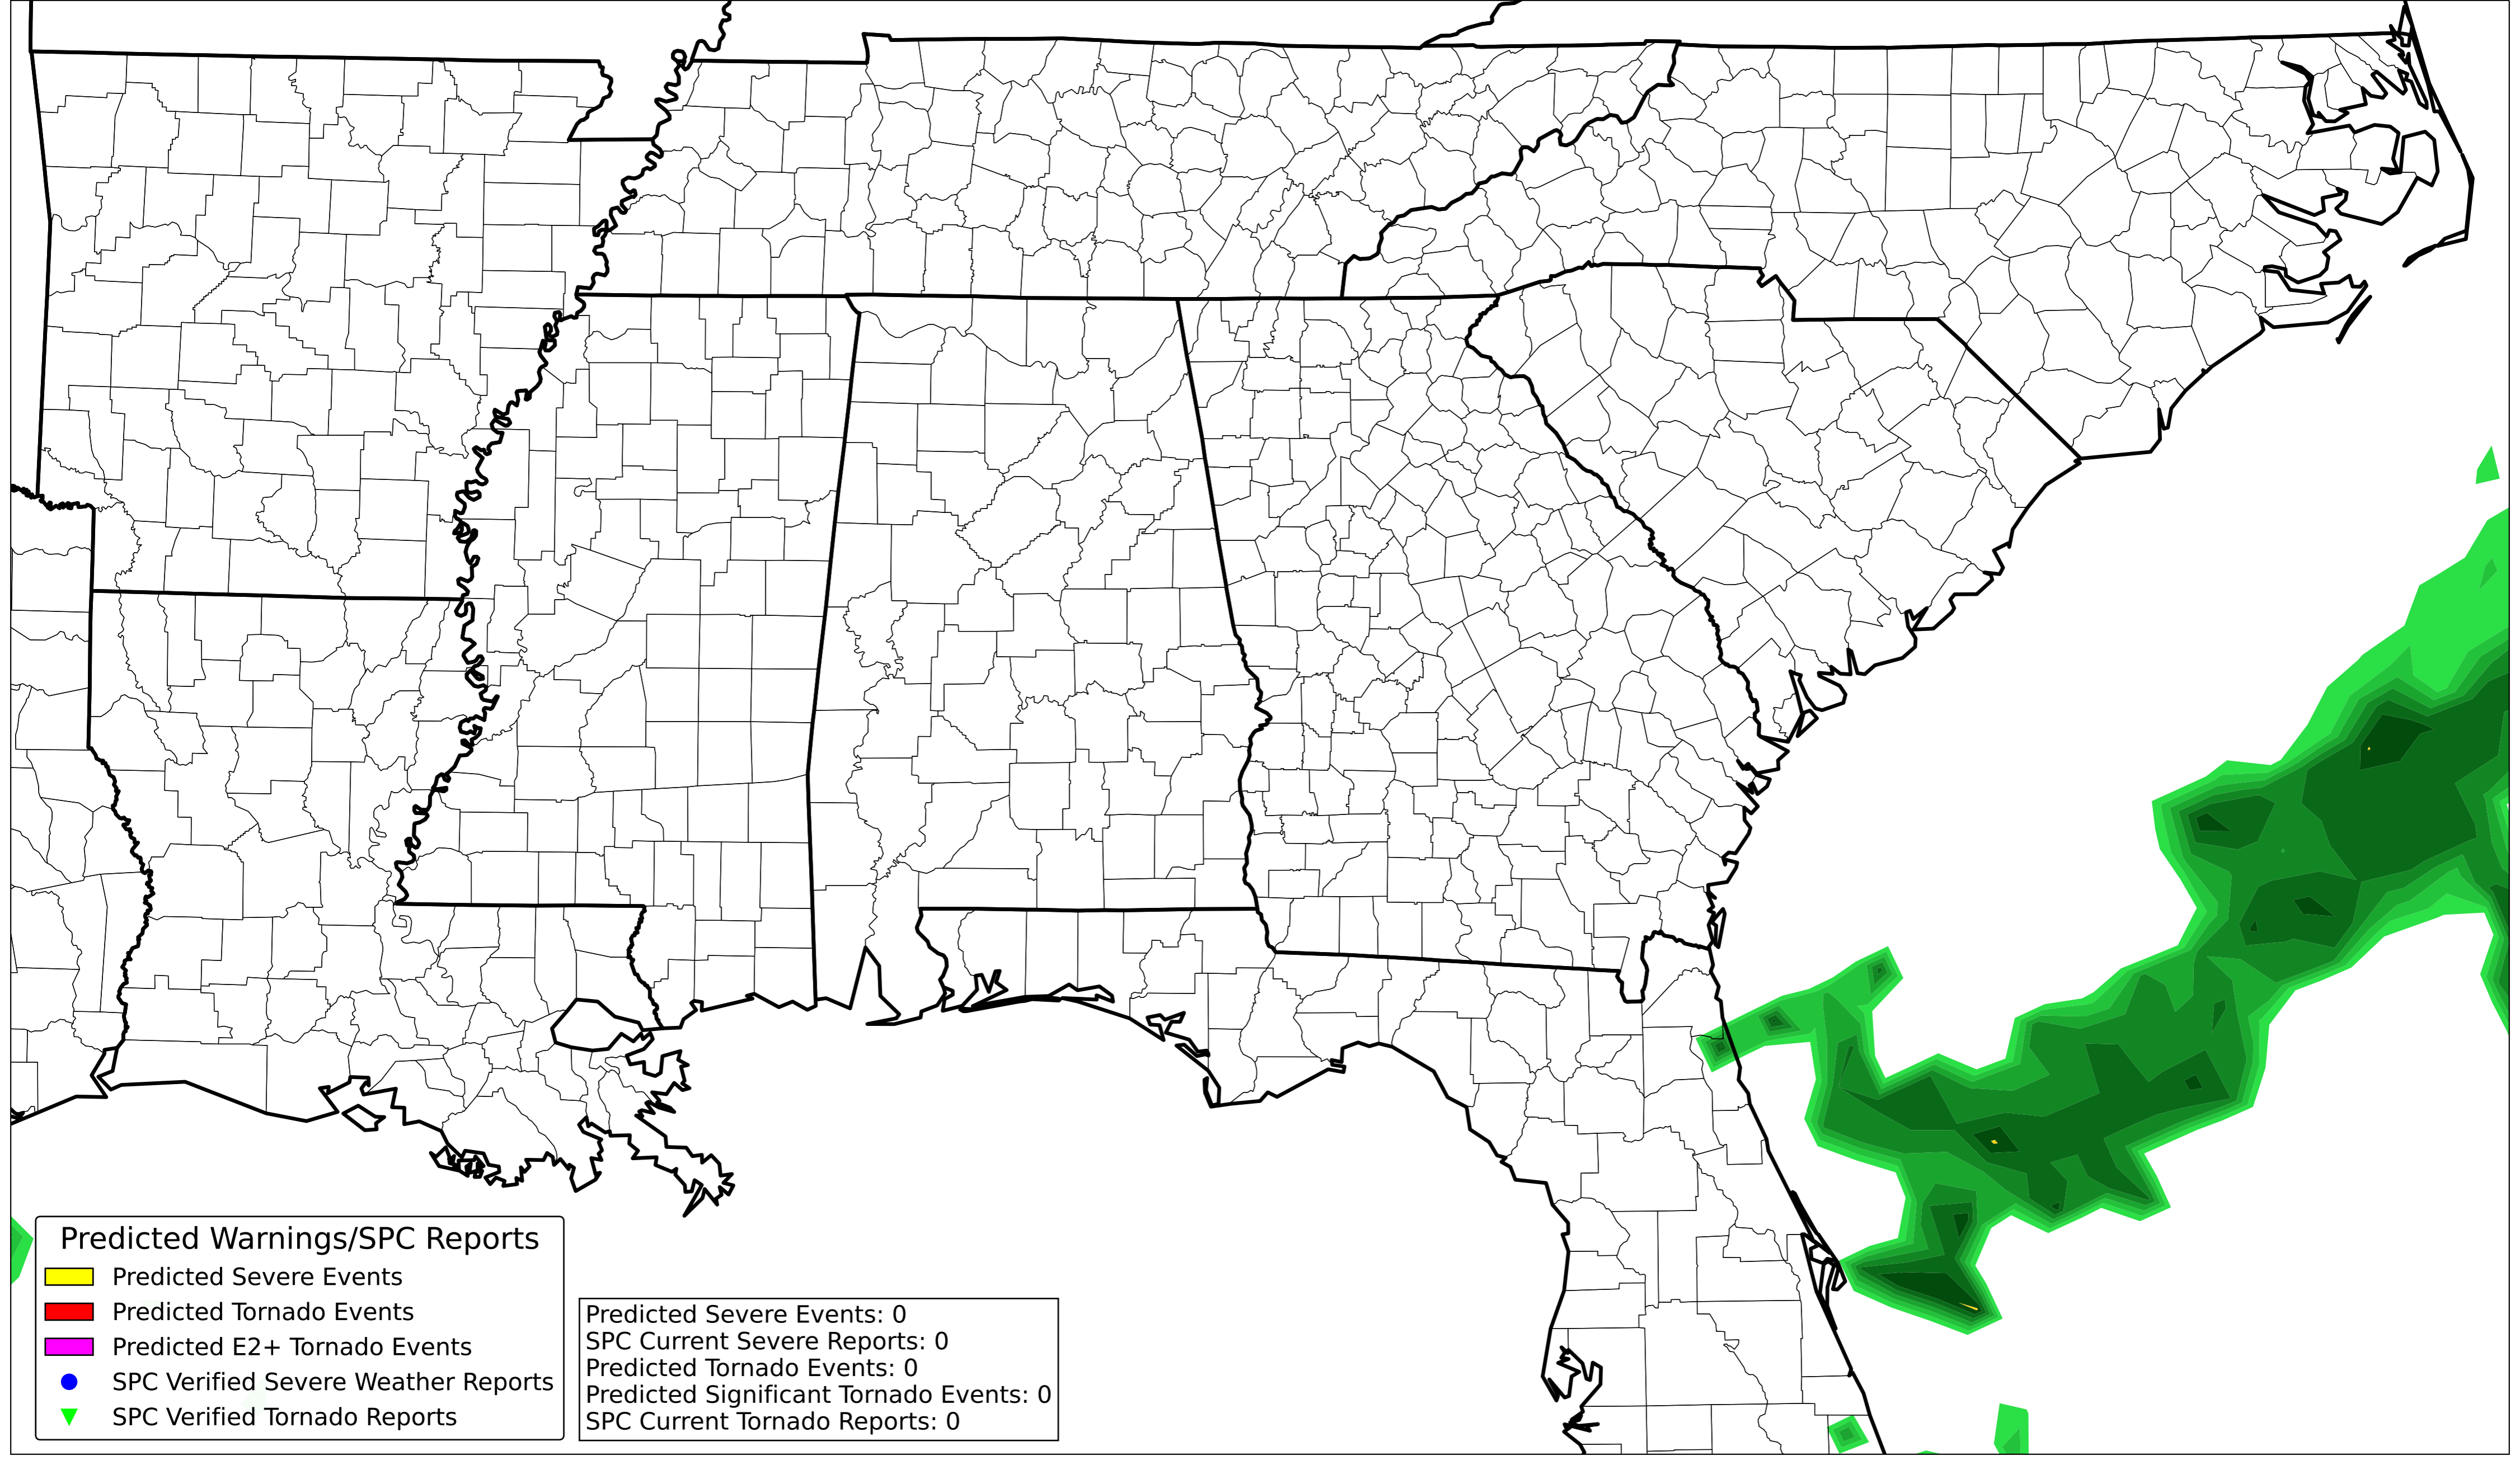 Predicted Warnings/SPC Reports
Predicted Severe Events
Predicted Tornado Events
Predicted E2+ Tornado Events
SPC Verified Severe Weather Reports
SPC Verified Tornado Reports
Predicted Severe Events: 0
SPC Current Severe Reports: 0
Predicted Tornado Events: 0
Predicted Significant Tornado Events: 0
SPC Current Tornado Reports: 0